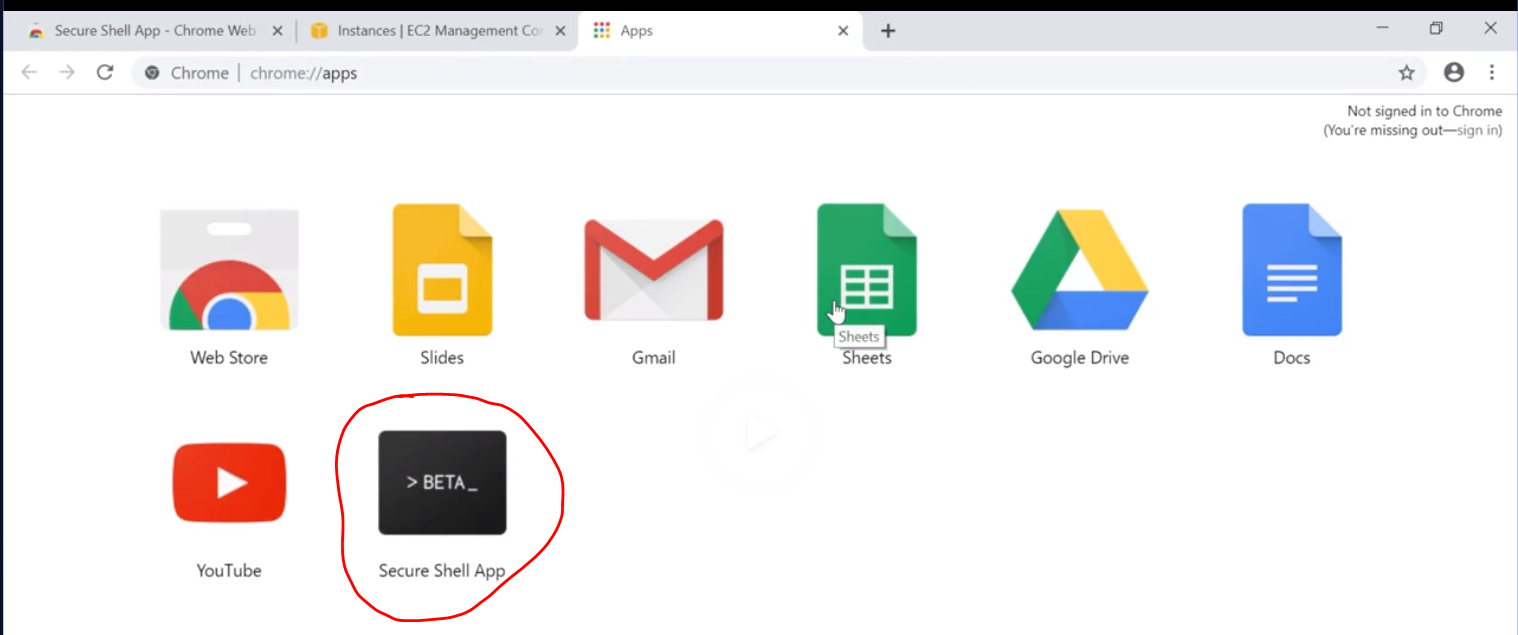 Secure Shell App - Chrome Web
Instances | EC2 Management Co
Apps
Chrome | chrome://apps
Not signed in to Chrome
(You're missing out—sign in)
Web Store
Slides
Gmail
Sheets
Sheets
Google Drive
Docs
> BETA_
YouTube
Secure Shell App